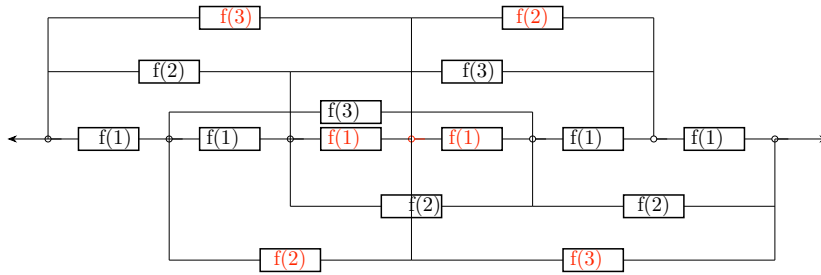 f(3) f(2)
f(2) f(3)
f(3)
f(1) f(1) f(1) f(1) f(1) f(1)
f(2) f(2)
f(2) f(3)